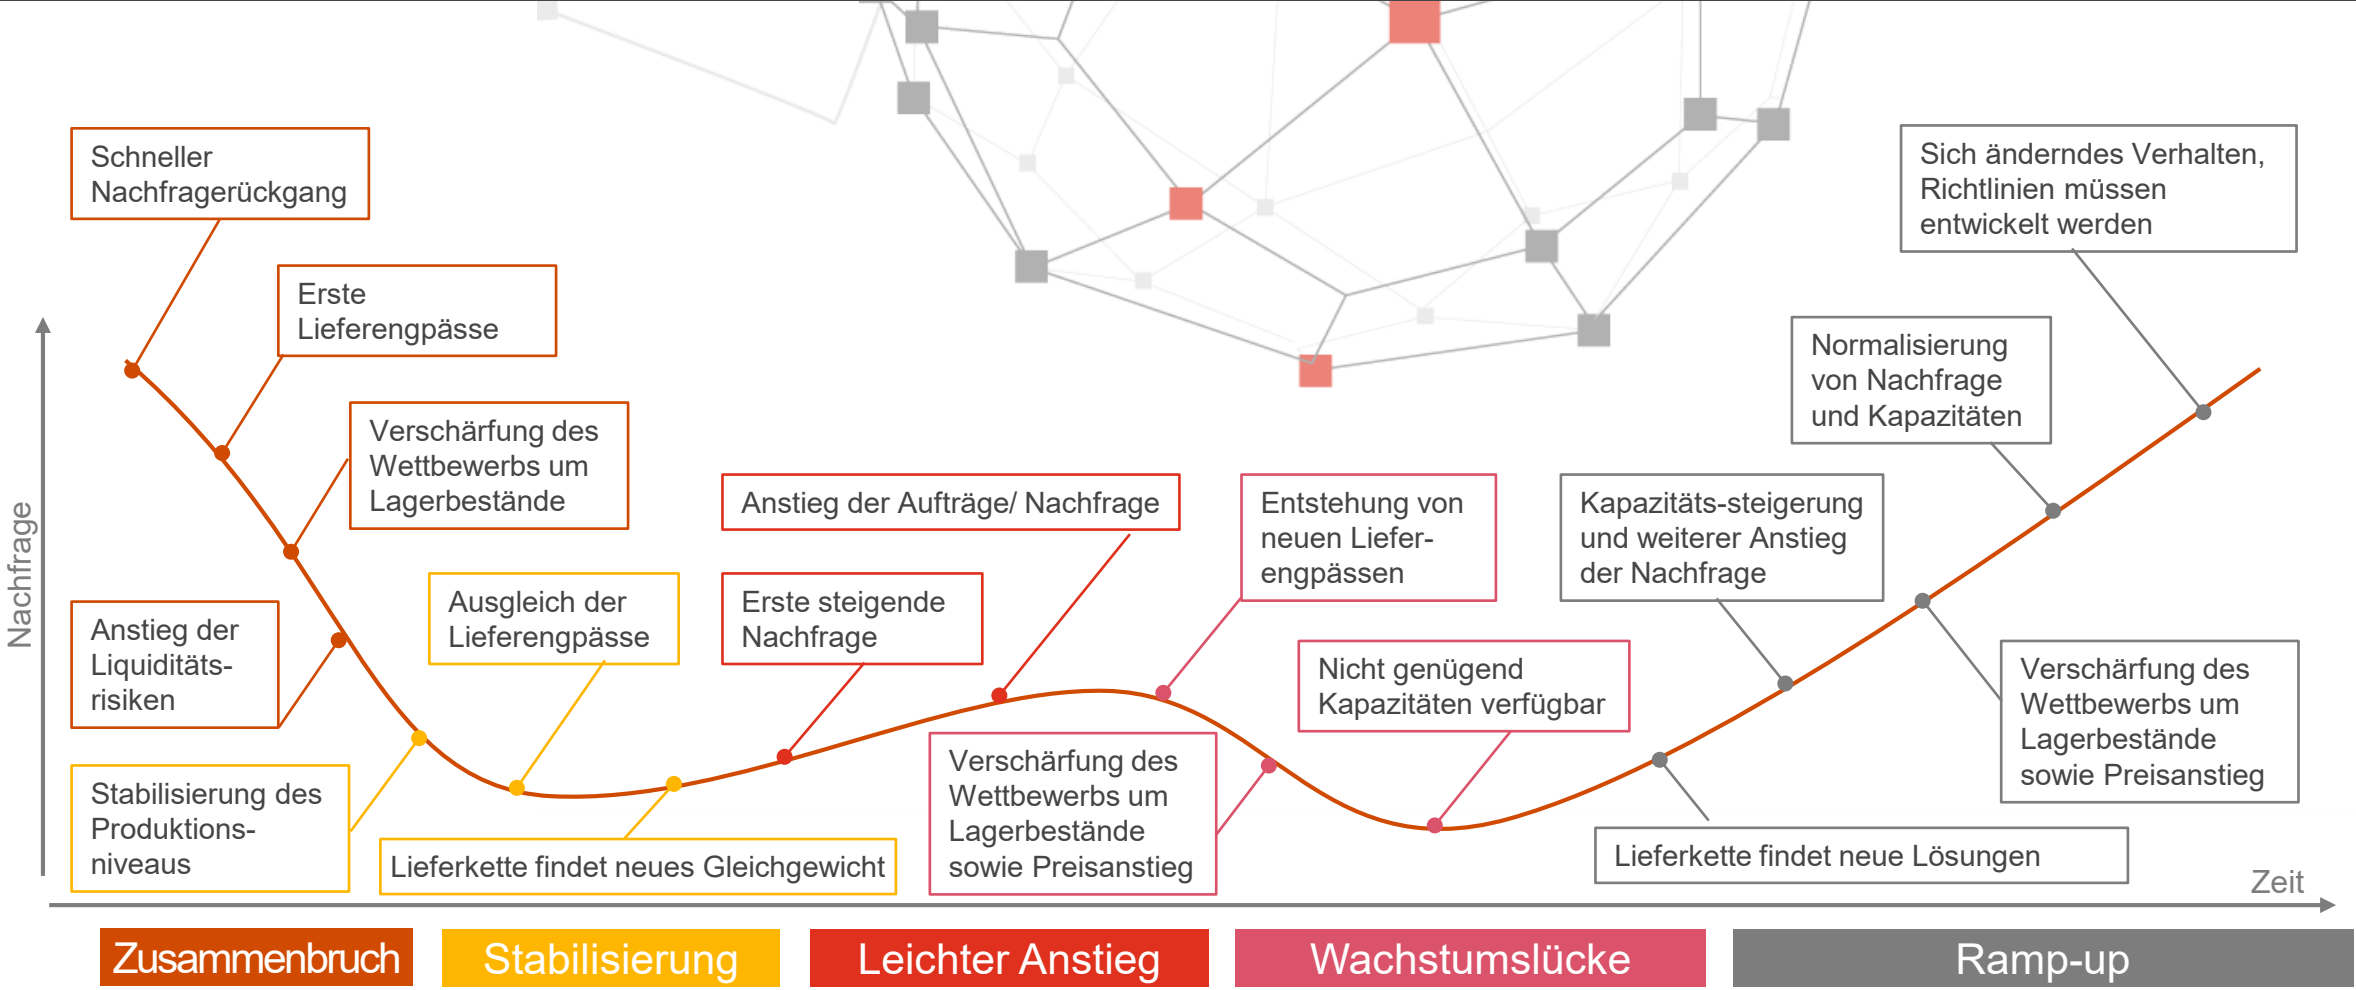 Schneller
Nachfragerückgang
Erste
Lieferengpässe
Verschärfung des
Wettbewerbs um
Lagerbestände
Anstieg der
Liquiditäts-
risiken
Stabilisierung des
Produktions-
niveaus
Ausgleich der
Lieferengpässe
Lieferkette findet neues Gleichgewicht
Erste steigende
Nachfrage
Anstieg der Aufträge/ Nachfrage
Entstehung von
neuen Liefer-
engpässen
Verschärfung des
Wettbewerbs um
Lagerbestände
sowie Preisanstieg
Nicht genügend
Kapazitäten verfügbar
Lieferkette findet neue Lösungen
Kapazitäts-steigerung
und weiterer Anstieg
der Nachfrage
Verschärfung des
Wettbewerbs um
Lagerbestände
sowie Preisanstieg
Normalisierung
von Nachfrage
und Kapazitäten
Sich änderndes Verhalten,
Richtlinien müssen
entwickelt werden
Nachfrage
Zeit
Zusammenbruch
Stabilisierung
Leichter Anstieg
Wachstumslücke
Ramp-up